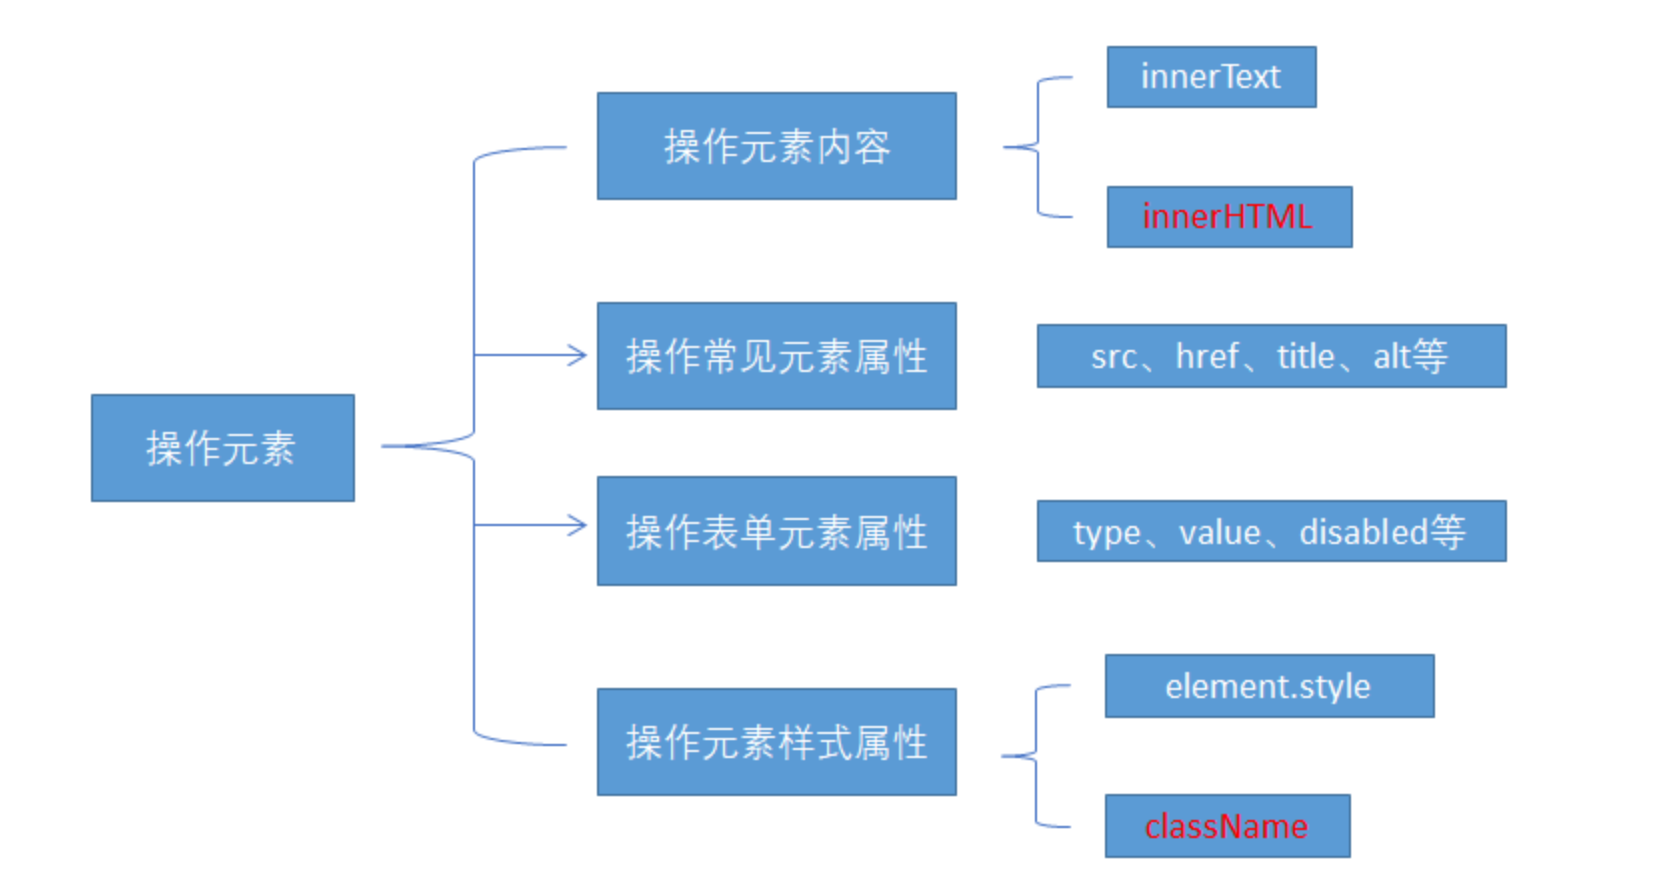 操作元素
操作元素内容
innerText
innerHTML
操作常见元素属性
src、href、title、alt等
操作表单元素属性
type、value、disabled等
操作元素样式属性
element.style
className